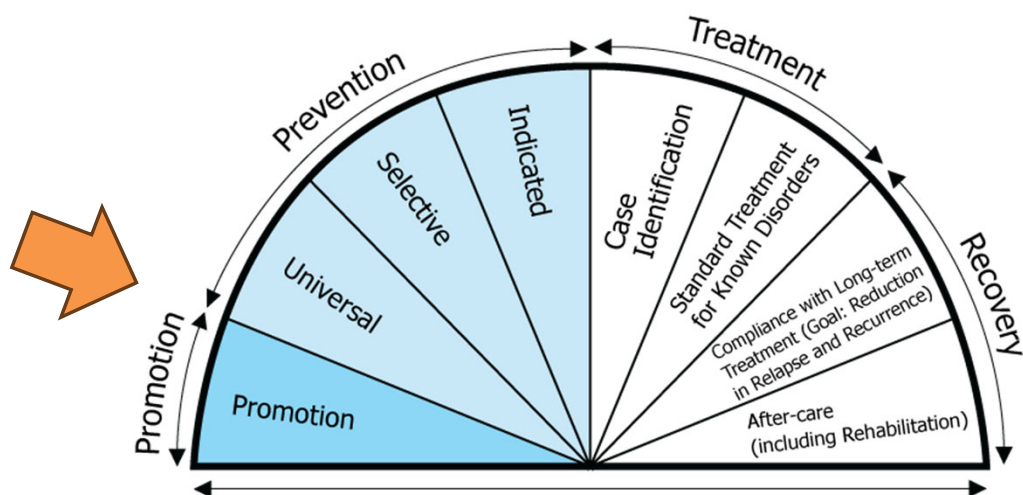 Promotion
Prevention
Treatment
Recovery
Promotion
Universal
Selective
Indicated
Case
Identification
Standard Treatment
for Known Disorders
Compliance with Long-term
Treatment (Goal: Reduction
in Relapse and Recurrence)
After-care
(including Rehabilitation)